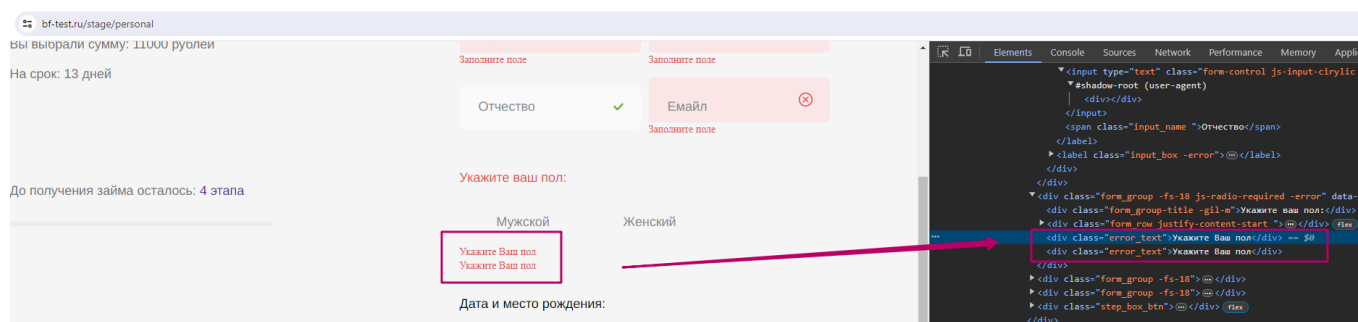 bf-test.ru/stage/personal
Вы выбрали сумму: 11000 рублей
На срок: 13 дней
До получения займа осталось: 4 этапа
Заполните поле
Заполните поле
Отчество
Емайл
Заполните поле
Укажите ваш пол:
Мужской
Женский
Укажите Ваш пол
Укажите Ваш пол
Дата и место рождения:
Elements Console Sources Network Performance Memory Appli
▼<input type="text" class="form-control js-input-cirylic
▼#shadow-root (user-agent)
<div></div>
</input>
<span class="input_name ">Отчество</span>
</label>
▶<label class="input_box -error">…</label>
</div>
</div>
▼<div class="form_group -fs-18 js-radio-required -error" data-
<div class="form_group-title -gil-m">Укажите ваш пол:</div>
▶<div class="form_row justify-content-start ">…</div> flex
… <div class="error_text">Укажите Ваш пол</div> == $0
<div class="error_text">Укажите Ваш пол</div>
</div>
▶<div class="form_group -fs-18">…</div>
▶<div class="form_group -fs-18">…</div>
▶<div class="step_box_btn">…</div> flex
</div>